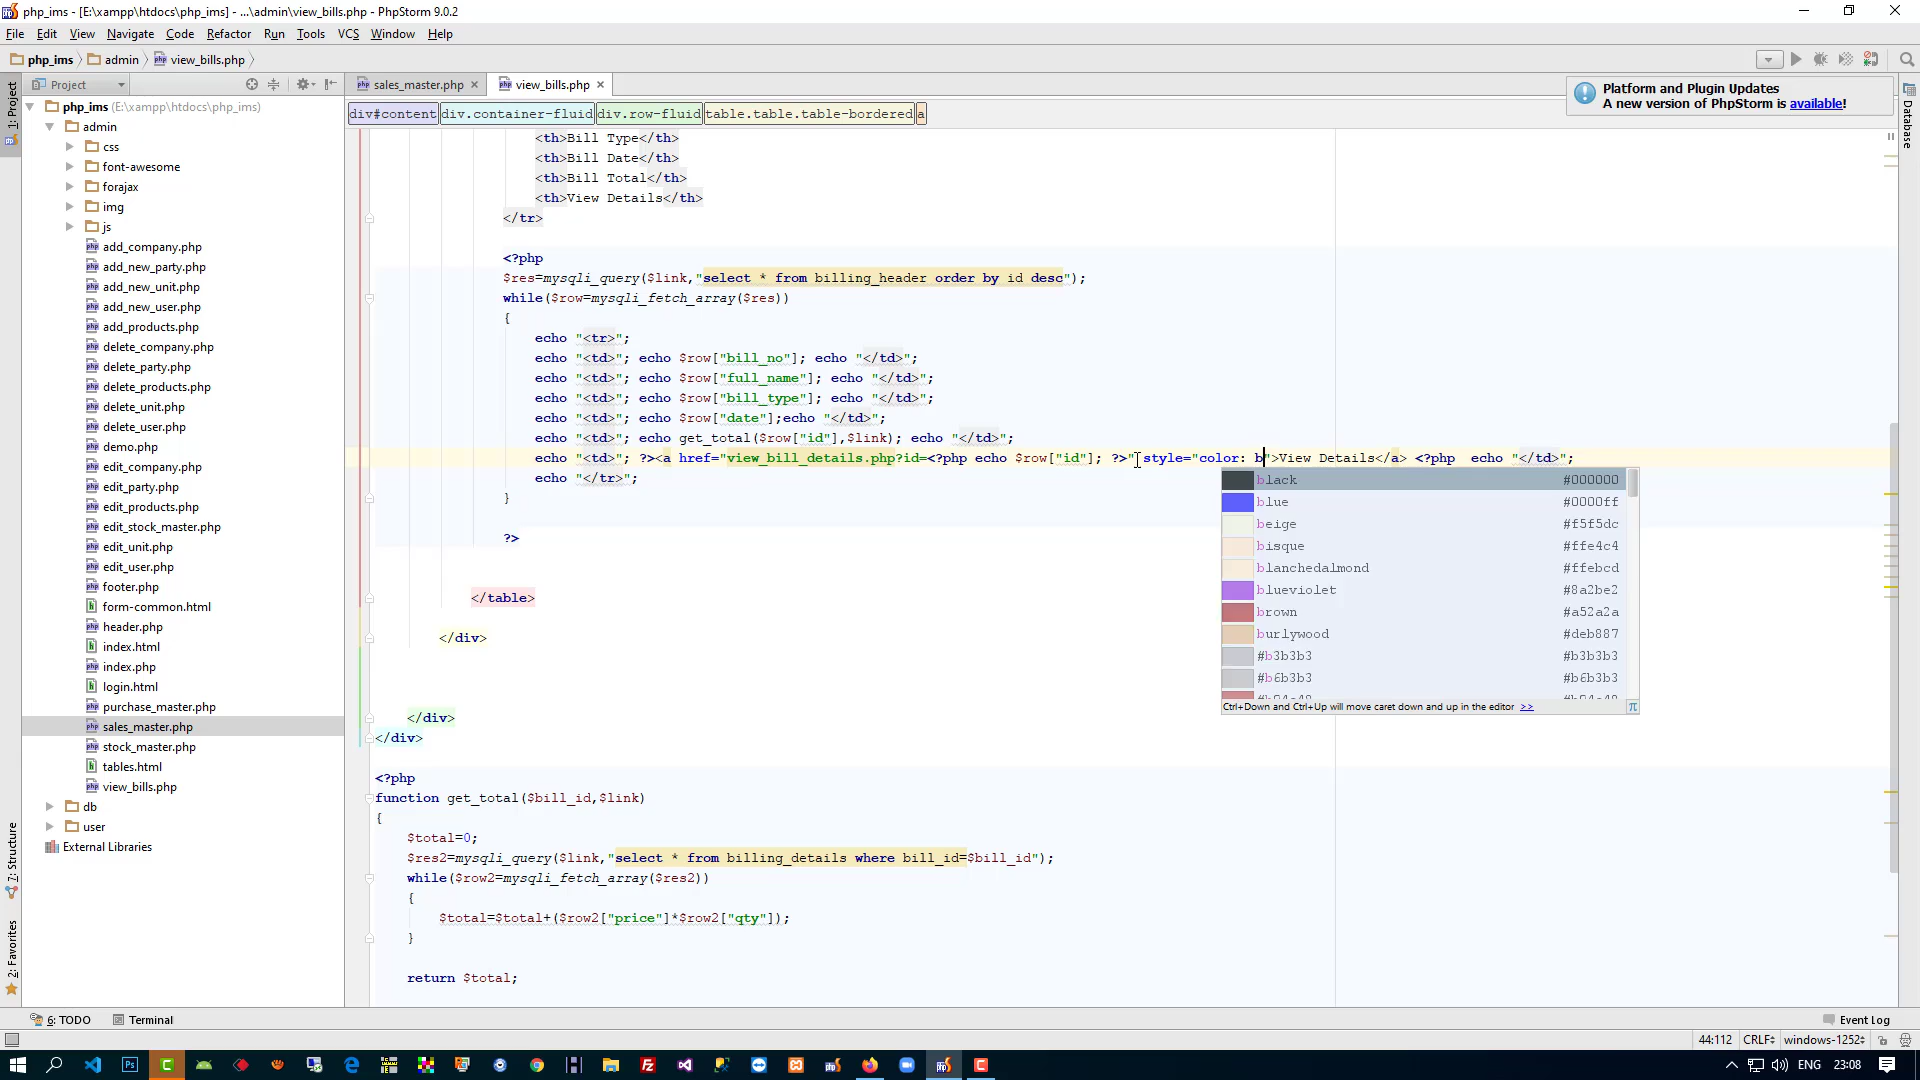 php_ims - [E:\xampp\htdocs\php_ims] - ...\admin\view_bills.php - PhpStorm 9.0.2
File Edit View Navigate Code Refactor Run Tools VCS Window Help
php_ims admin view_bills.php
Project
sales_master.php
view_bills.php
Platform and Plugin Updates
A new version of PhpStorm is available!
div#content div.container-fluid div.row-fluid table.table.table-bordered a
1: Project
7: Structure
2: Favorites
Database
php_ims (E:\xampp\htdocs\php_ims)
admin
css
font-awesome
forajax
img
js
add_company.php
add_new_party.php
add_new_unit.php
add_new_user.php
add_products.php
delete_company.php
delete_party.php
delete_products.php
delete_unit.php
delete_user.php
demo.php
edit_company.php
edit_party.php
edit_products.php
edit_stock_master.php
edit_unit.php
edit_user.php
footer.php
form-common.html
header.php
index.html
index.php
login.html
purchase_master.php
sales_master.php
stock_master.php
tables.html
view_bills.php
db
user
External Libraries
<th>Bill Type</th>
<th>Bill Date</th>
<th>Bill Total</th>
<th>View Details</th>
</tr>
<?php
$res=mysqli_query($link,"select * from billing_header order by id desc");
while($row=mysqli_fetch_array($res))
{
echo "<tr>";
echo "<td>"; echo $row["bill_no"]; echo "</td>";
echo "<td>"; echo $row["full_name"]; echo "</td>";
echo "<td>"; echo $row["bill_type"]; echo "</td>";
echo "<td>"; echo $row["date"];echo "</td>";
echo "<td>"; echo get_total($row["id"],$link); echo "</td>";
echo "<td>"; ?><a href="view_bill_details.php?id=<?php echo $row["id"]; ?>" style="color: b">View Details</a> <?php  echo "</td>";
echo "</tr>";
}
?>
</table>
</div>
</div>
</div>
<?php
function get_total($bill_id,$link)
{
$total=0;
$res2=mysqli_query($link,"select * from billing_details where bill_id=$bill_id");
while($row2=mysqli_fetch_array($res2))
{
$total=$total+($row2["price"]*$row2["qty"]);
}
return $total;
black #000000
blue #0000ff
beige #f5f5dc
bisque #ffe4c4
blanchedalmond #ffebcd
blueviolet #8a2be2
brown #a52a2a
burlywood #deb887
#b3b3b3 #b3b3b3
#b6b3b3 #b6b3b3
Ctrl+Down and Ctrl+Up will move caret down and up in the editor >>
π
6: TODO Terminal Event Log
44:112 CRLF windows-1252
ENG 23:08